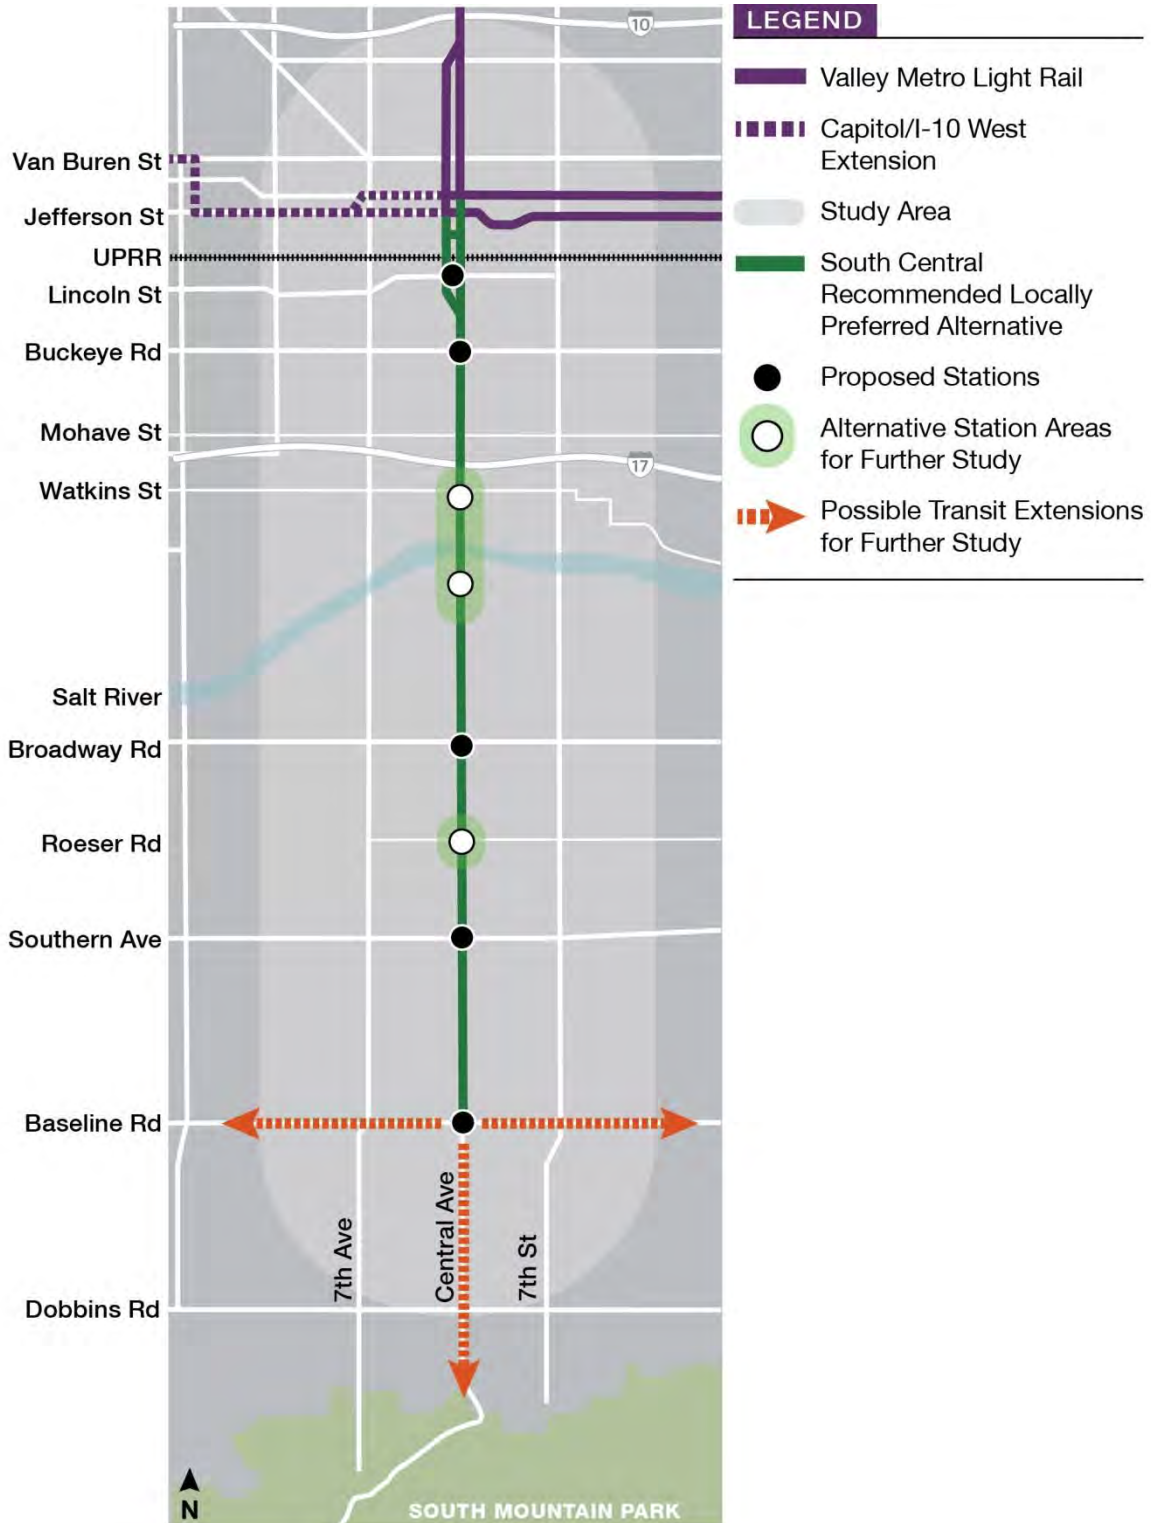 LEGEND
Valley Metro Light Rail
Capitol/I-10 West
Extension
Study Area
South Central
Recommended Locally
Preferred Alternative
Proposed Stations
Alternative Station Areas
for Further Study
Possible Transit Extensions
for Further Study
10
Van Buren St
Jefferson St
UPRR
Lincoln St
Buckeye Rd
Mohave St
17
Watkins St
Salt River
Broadway Rd
Roeser Rd
Southern Ave
Baseline Rd
7th Ave
Central Ave
7th St
Dobbins Rd
N
SOUTH MOUNTAIN PARK